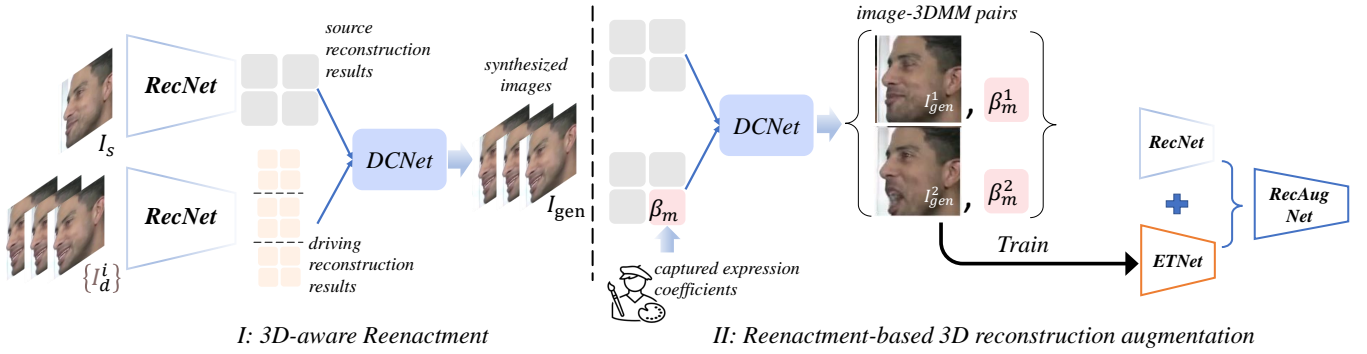 RecNet
I_s
source
reconstruction
results
RecNet
{I_d^i}
driving
reconstruction
results
DCNet
synthesized
images
I_gen
I: 3D-aware Reenactment
β_m
captured expression
coefficients
DCNet
image-3DMM pairs
I_gen^1 , β_m^1
I_gen^2 , β_m^2
Train
RecNet
+
ETNet
RecAug
Net
II: Reenactment-based 3D reconstruction augmentation